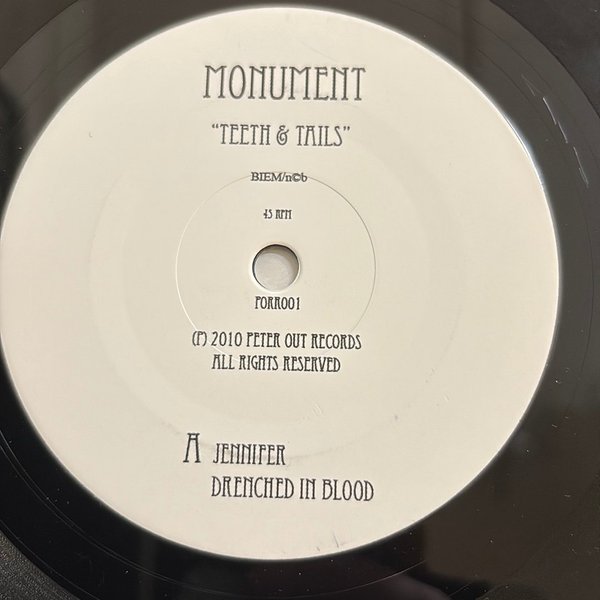 MONUMENT
"TEETH & TAILS"
BIEM/n©b
45 RPM
PORR001
(P) 2010 PETER OUT RECORDS
ALL RIGHTS RESERVED
A JENNIFER
DRENCHED IN BLOOD